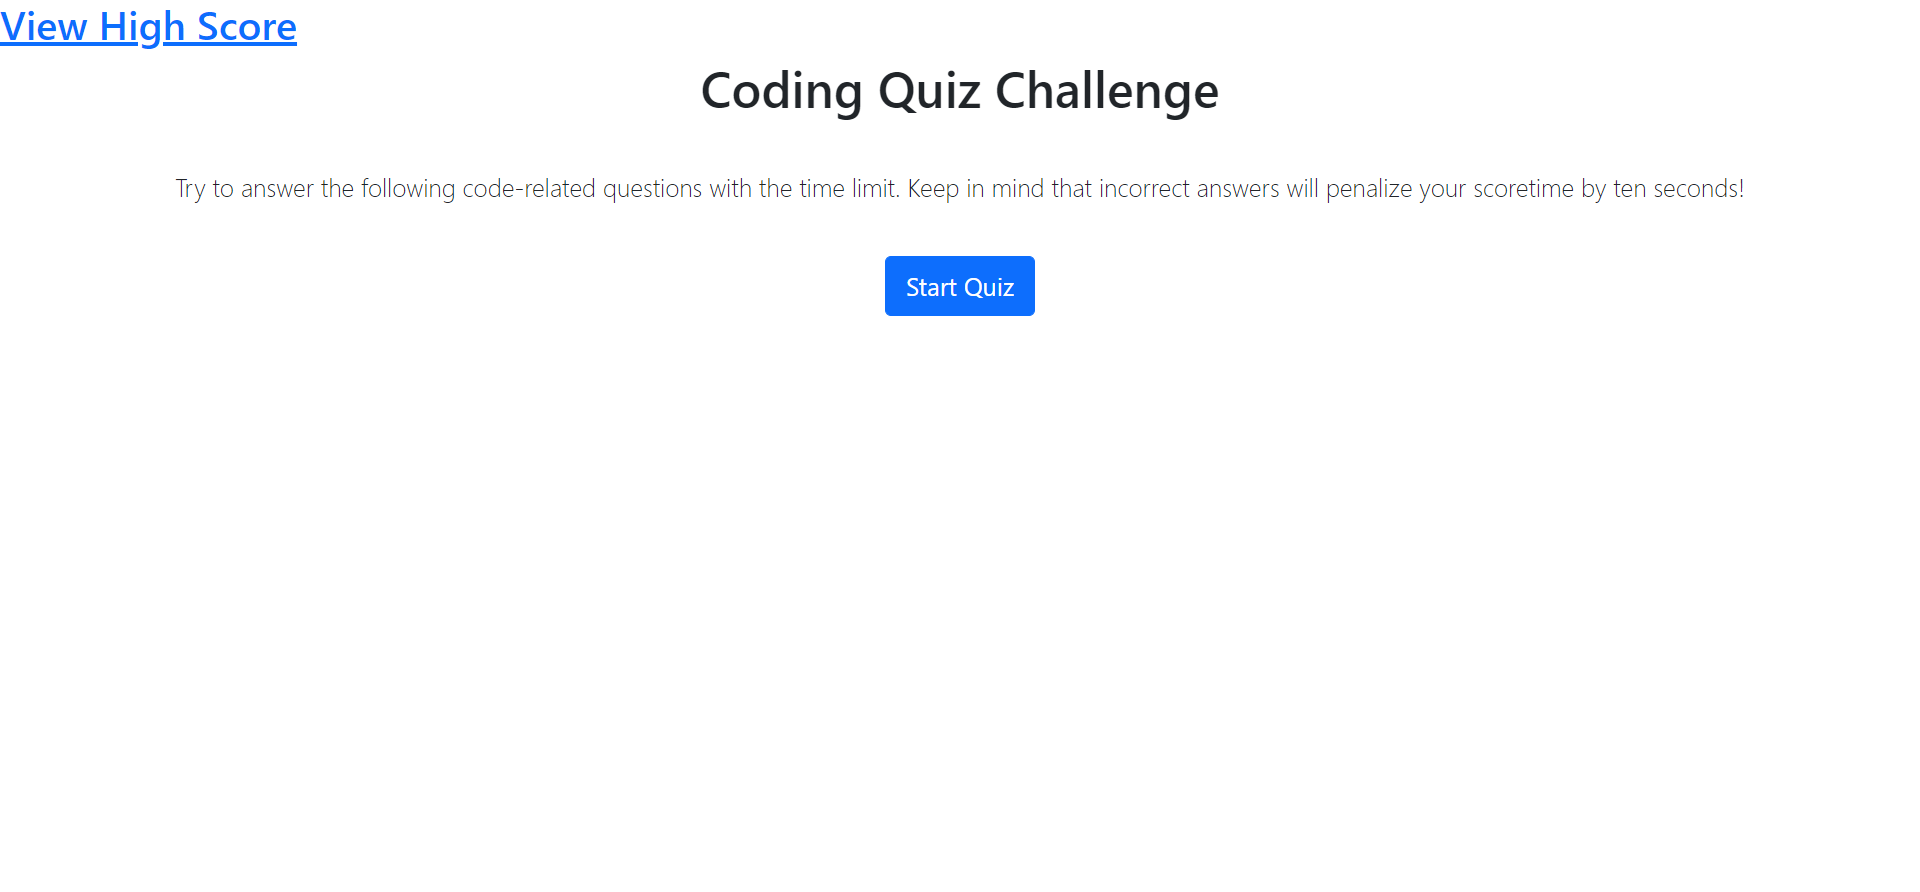 View High Score
Coding Quiz Challenge
Try to answer the following code-related questions with the time limit. Keep in mind that incorrect answers will penalize your scoretime by ten seconds!
Start Quiz